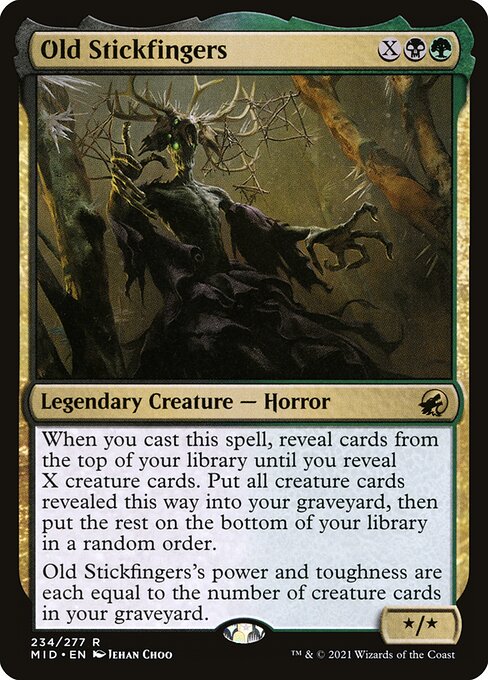 Old Stickfingers X
Legendary Creature — Horror
When you cast this spell, reveal cards from
the top of your library until you reveal
X creature cards. Put all creature cards
revealed this way into your graveyard, then
put the rest on the bottom of your library
in a random order.
Old Stickfingers's power and toughness are
each equal to the number of creature cards
in your graveyard.
*/*
234/277 R
MID • EN Jehan Choo ™ & © 2021 Wizards of the Coast